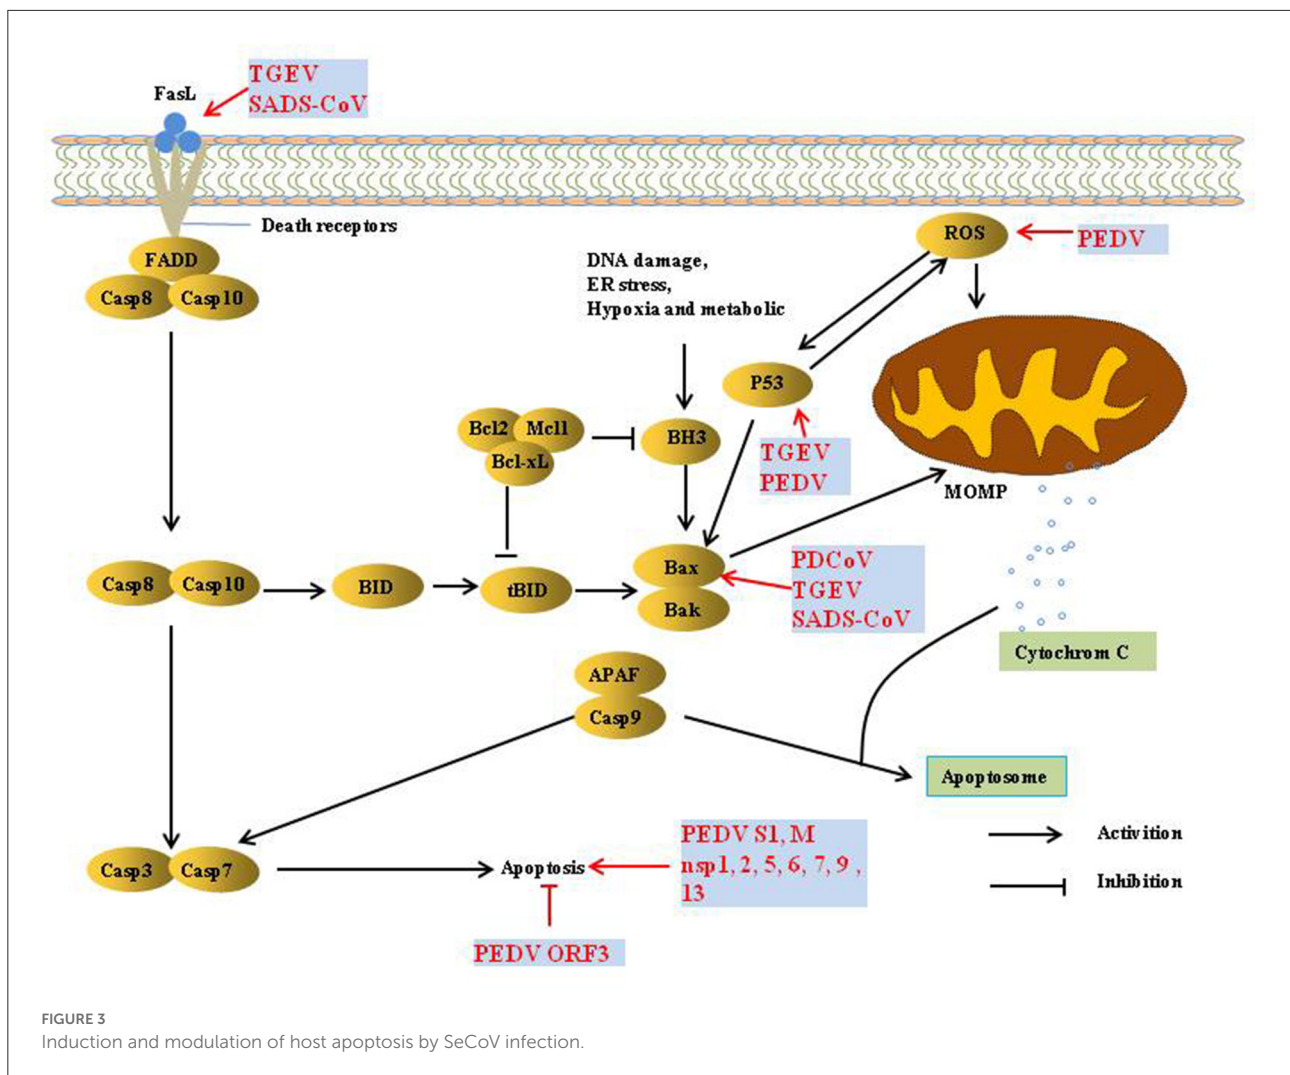 TGEV
SADS-CoV
FasL
Death receptors
FADD
Casp8
Casp10
ROS
PEDV
DNA damage,
ER stress,
Hypoxia and metabolic
P53
Bcl2
Mcl1
Bcl-xL
BH3
TGEV
PEDV
MOMP
Casp8
Casp10
BID
tBID
Bax
Bak
PDCoV
TGEV
SADS-CoV
Cytochrom C
APAF
Casp9
Apoptosome
Activition
Inhibition
Casp3
Casp7
Apoptosis
PEDV S1, M
nsp1, 2, 5, 6, 7, 9 ,
13
PEDV ORF3
FIGURE 3
Induction and modulation of host apoptosis by SeCoV infection.